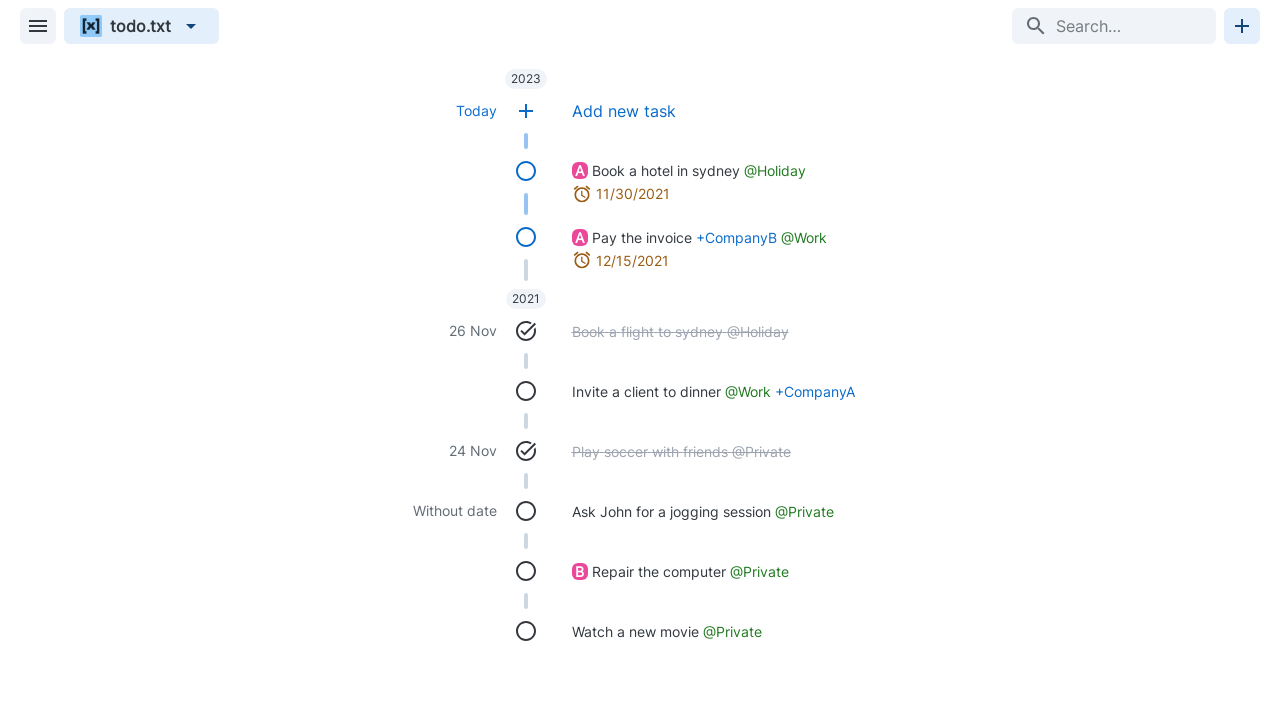 [x] todo.txt
Search…
2023
Today
Add new task
A Book a hotel in sydney @Holiday
11/30/2021
A Pay the invoice +CompanyB @Work
12/15/2021
2021
26 Nov
Book a flight to sydney @Holiday
Invite a client to dinner @Work +CompanyA
24 Nov
Play soccer with friends @Private
Without date
Ask John for a jogging session @Private
B Repair the computer @Private
Watch a new movie @Private